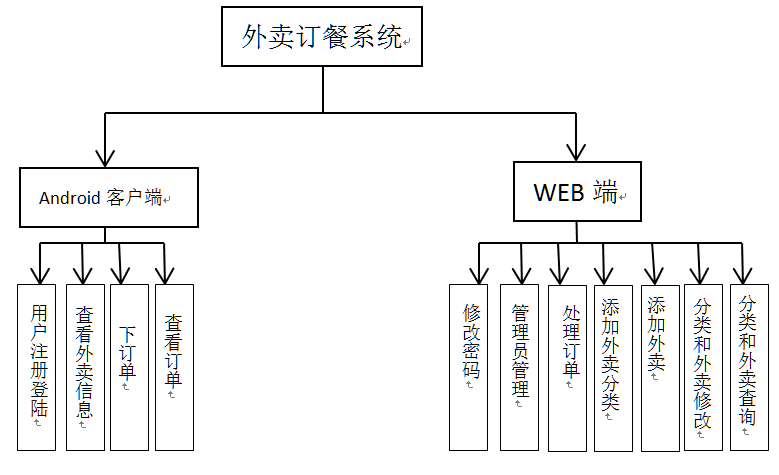 外卖订餐系统
Android 客户端
WEB 端
用户注册登陆
查看外卖信息
下订单
查看订单
修改密码
管理员管理
处理订单
添加外卖分类
添加外卖
分类和外卖修改
分类和外卖查询